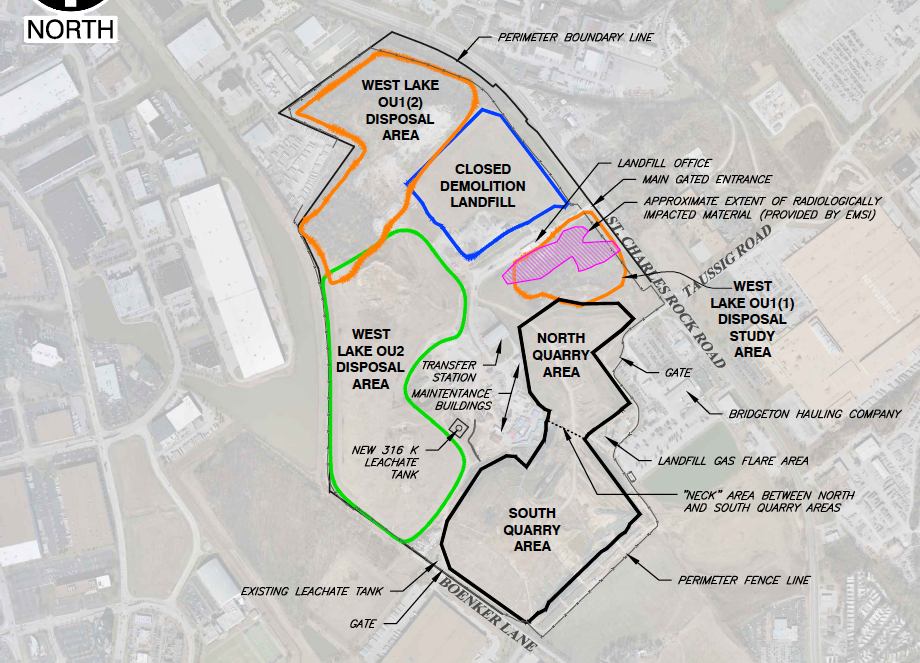 NORTH
PERIMETER BOUNDARY LINE
WEST LAKE
OU1(2)
DISPOSAL
AREA
CLOSED
DEMOLITION
LANDFILL
LANDFILL OFFICE
MAIN GATED ENTRANCE
APPROXIMATE EXTENT OF RADIOLOGICALLY
IMPACTED MATERIAL (PROVIDED BY EMSI)
ST. CHARLES ROCK ROAD
TAUSSIG ROAD
WEST
LAKE OU1(1)
DISPOSAL
STUDY
AREA
WEST
LAKE OU2
DISPOSAL
AREA
NORTH
QUARRY
AREA
TRANSFER
STATION
MAINTENTANCE
BUILDINGS
GATE
BRIDGETON HAULING COMPANY
NEW 316 K
LEACHATE
TANK
LANDFILL GAS FLARE AREA
"NECK" AREA BETWEEN NORTH
AND SOUTH QUARRY AREAS
SOUTH
QUARRY
AREA
PERIMETER FENCE LINE
EXISTING LEACHATE TANK
GATE
BOENKER LANE